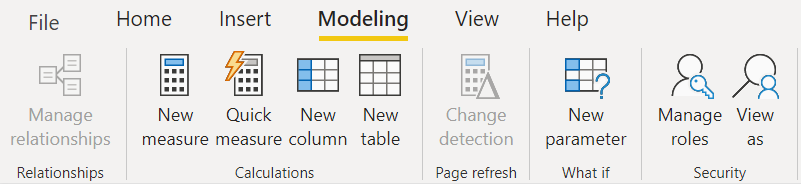 File Home Insert Modeling View Help
Manage relationships
New measure
Quick measure
New column
New table
Change detection
New parameter
Manage roles
View as
Relationships Calculations Page refresh What if Security